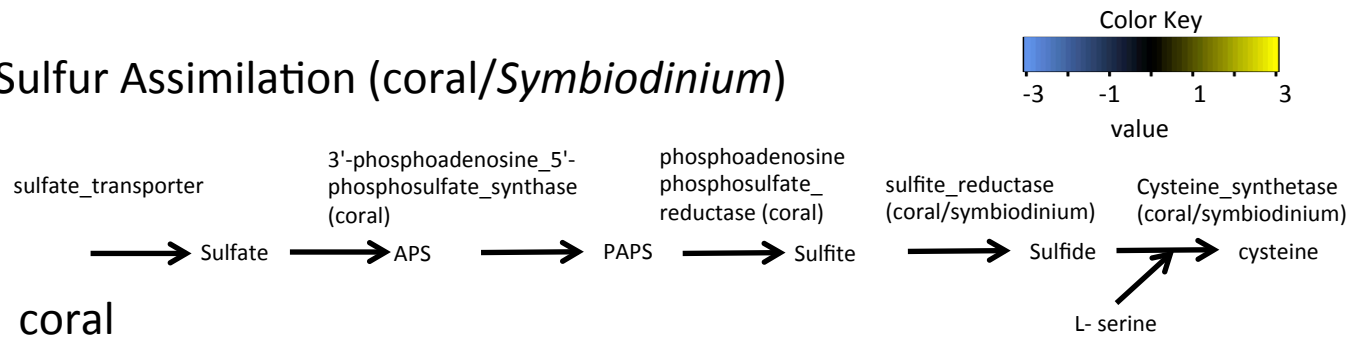 Color Key
-3 -1 1 3
value
Sulfur Assimilation (coral/Symbiodinium)
sulfate_transporter
3'-phosphoadenosine_5'-
phosphosulfate_synthase
(coral)
phosphoadenosine
phosphosulfate_
reductase (coral)
sulfite_reductase
(coral/symbiodinium)
Cysteine_synthetase
(coral/symbiodinium)
Sulfate APS PAPS Sulfite Sulfide cysteine
L- serine
coral